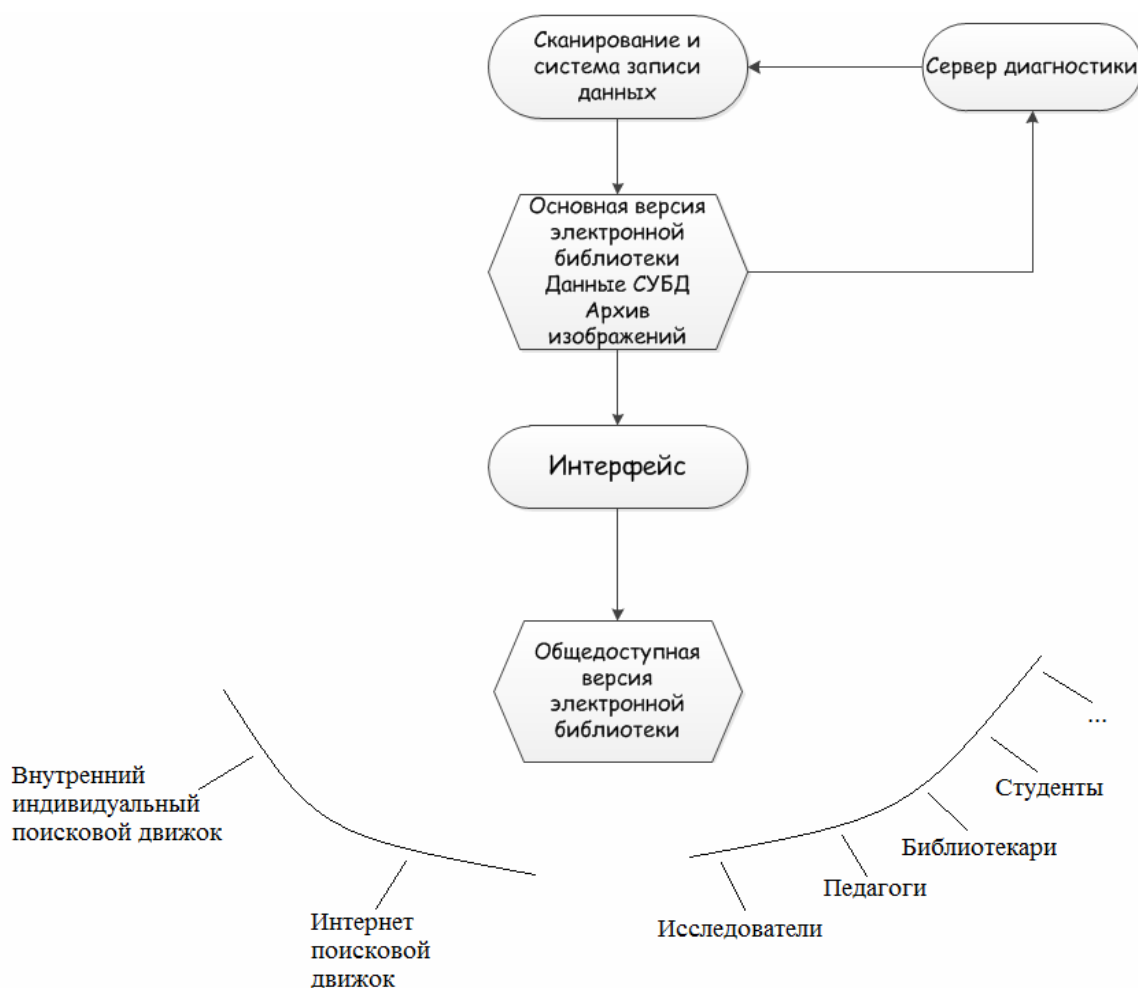 Сканирование и
система записи
данных
Сервер диагностики
Основная версия
электронной
библиотеки
Данные СУБД
Архив
изображений
Интерфейс
Общедоступная
версия
электронной
библиотеки
Внутренний
индивидуальный
поисковой движок
Интернет
поисковой
движок
Исследователи
Педагоги
Библиотекари
Студенты
...